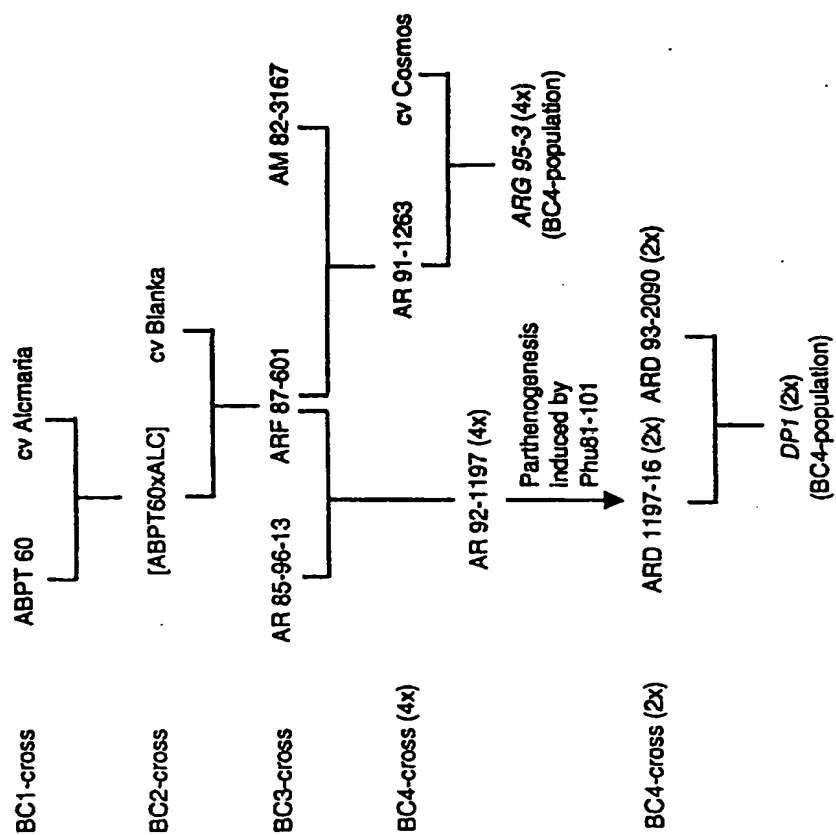 BC1-cross
ABPT 60
cv Alcmaria
BC2-cross
[ABPT60xALC]
cv Blanka
BC3-cross
AR 85-96-13
ARF 87-601
AM 82-3167
BC4-cross (4x)
AR 92-1197 (4x)
AR 91-1263
cv Cosmos
Parthenogenesis
induced by
Phu81-101
ARG 95-3 (4x)
(BC4-population)
BC4-cross (2x)
ARD 1197-16 (2x)
ARD 93-2090 (2x)
DP1 (2x)
(BC4-population)